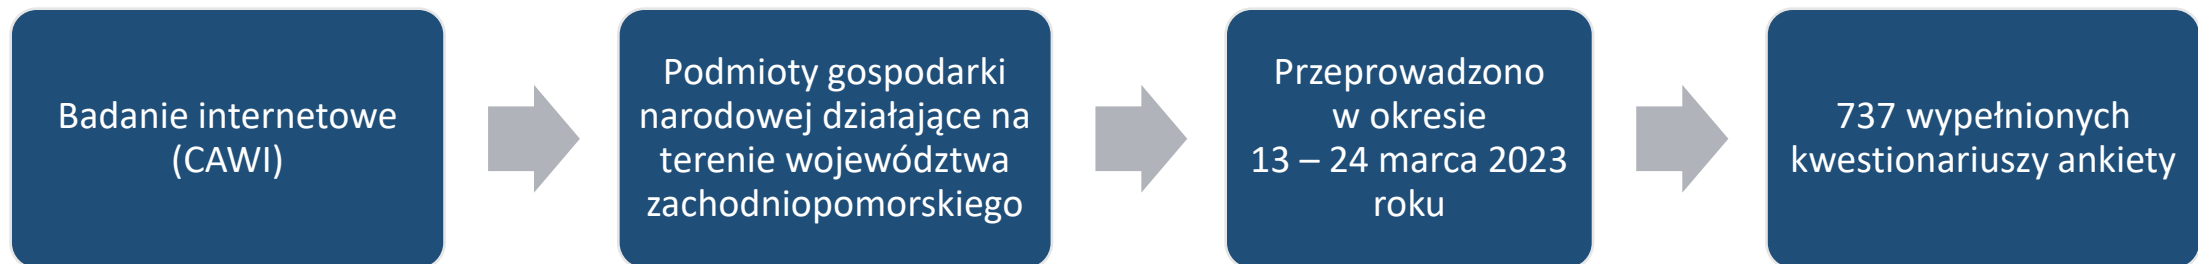 Badanie internetowe
(CAWI)
Podmioty gospodarki
narodowej działające na
terenie województwa
zachodniopomorskiego
Przeprowadzono
w okresie
13 – 24 marca 2023
roku
737 wypełnionych
kwestionariuszy ankiety